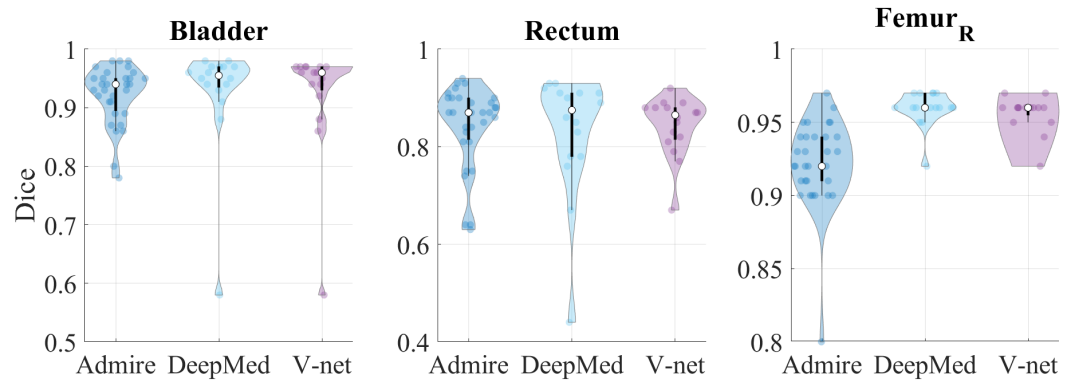 Bladder
Dice
1
0.9
0.8
0.7
0.6
0.5
Admire DeepMed V-net
Rectum
1
0.8
0.6
0.4
Admire DeepMed V-net
Femur_R
1
0.95
0.9
0.85
0.8
Admire DeepMed V-net